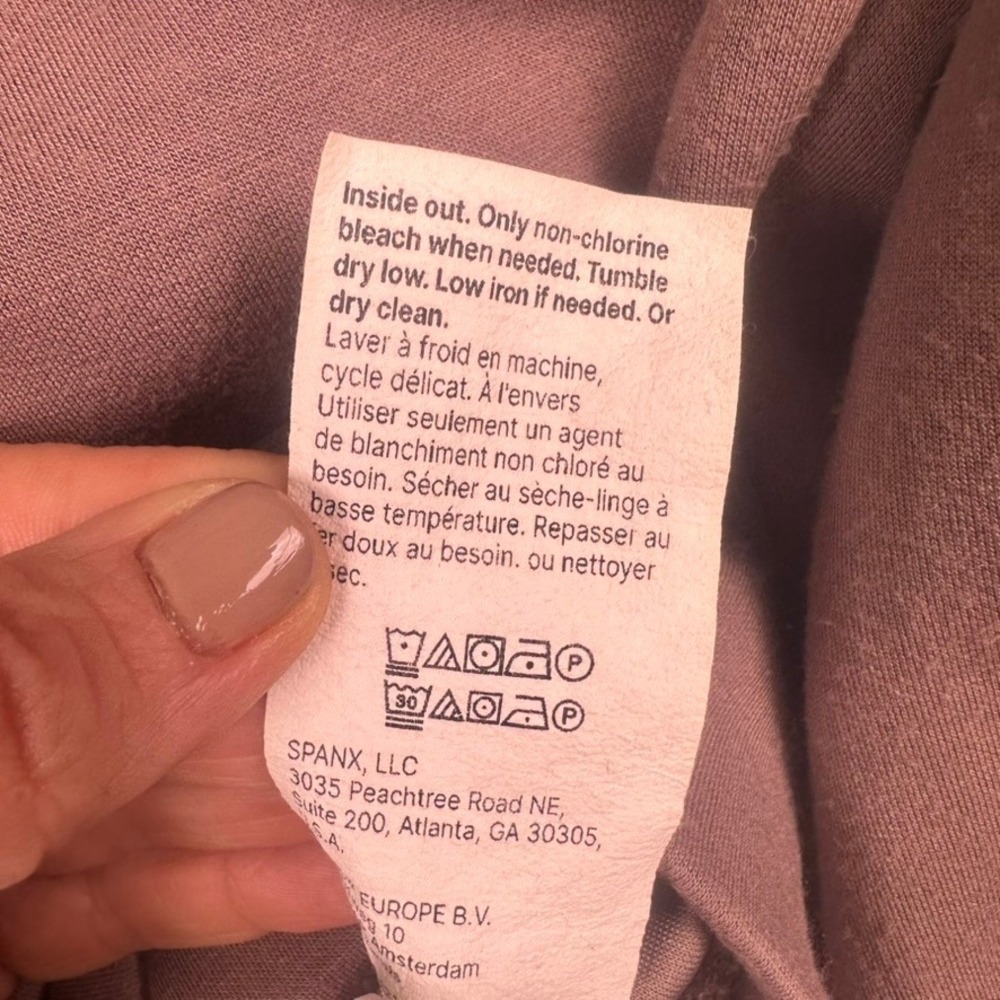 Inside out. Only non-chlorine
bleach when needed. Tumble
dry low. Low iron if needed. Or
dry clean.
Laver à froid en machine,
cycle délicat. À l'envers
Utiliser seulement un agent
de blanchiment non chloré au
besoin. Sécher au sèche-linge à
basse température. Repasser au
doux au besoin. ou nettoyer
P
30 P
SPANX, LLC
3035 Peachtree Road NE,
Suite 200, Atlanta, GA 30305,
EUROPE B.V.
10
Amsterdam